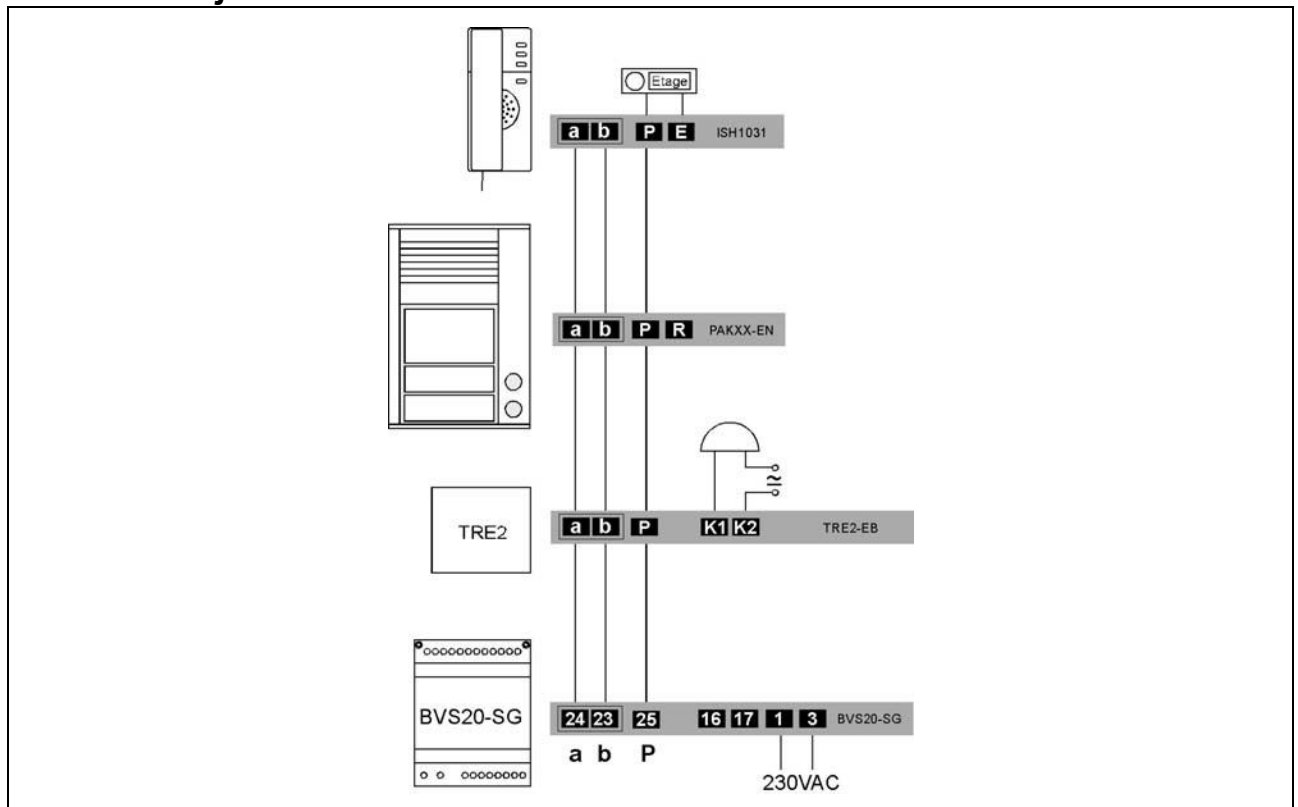 Etage
a b P E ISH1031
a b P R PAKXX-EN
TRE2
a b P K1 K2 TRE2-EB
BVS20-SG
24 23 25 16 17 1 3 BVS20-SG
a b P
230VAC